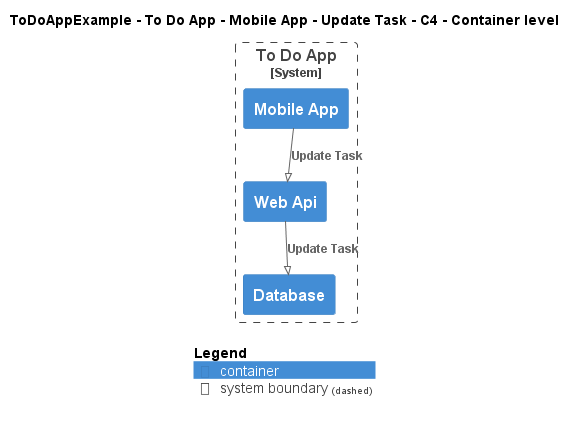 ToDoAppExample - To Do App - Mobile App - Update Task - C4 - Container level
To Do App
[System]
Mobile App
Update Task
Web Api
Update Task
Database
Legend
container
system boundary (dashed)